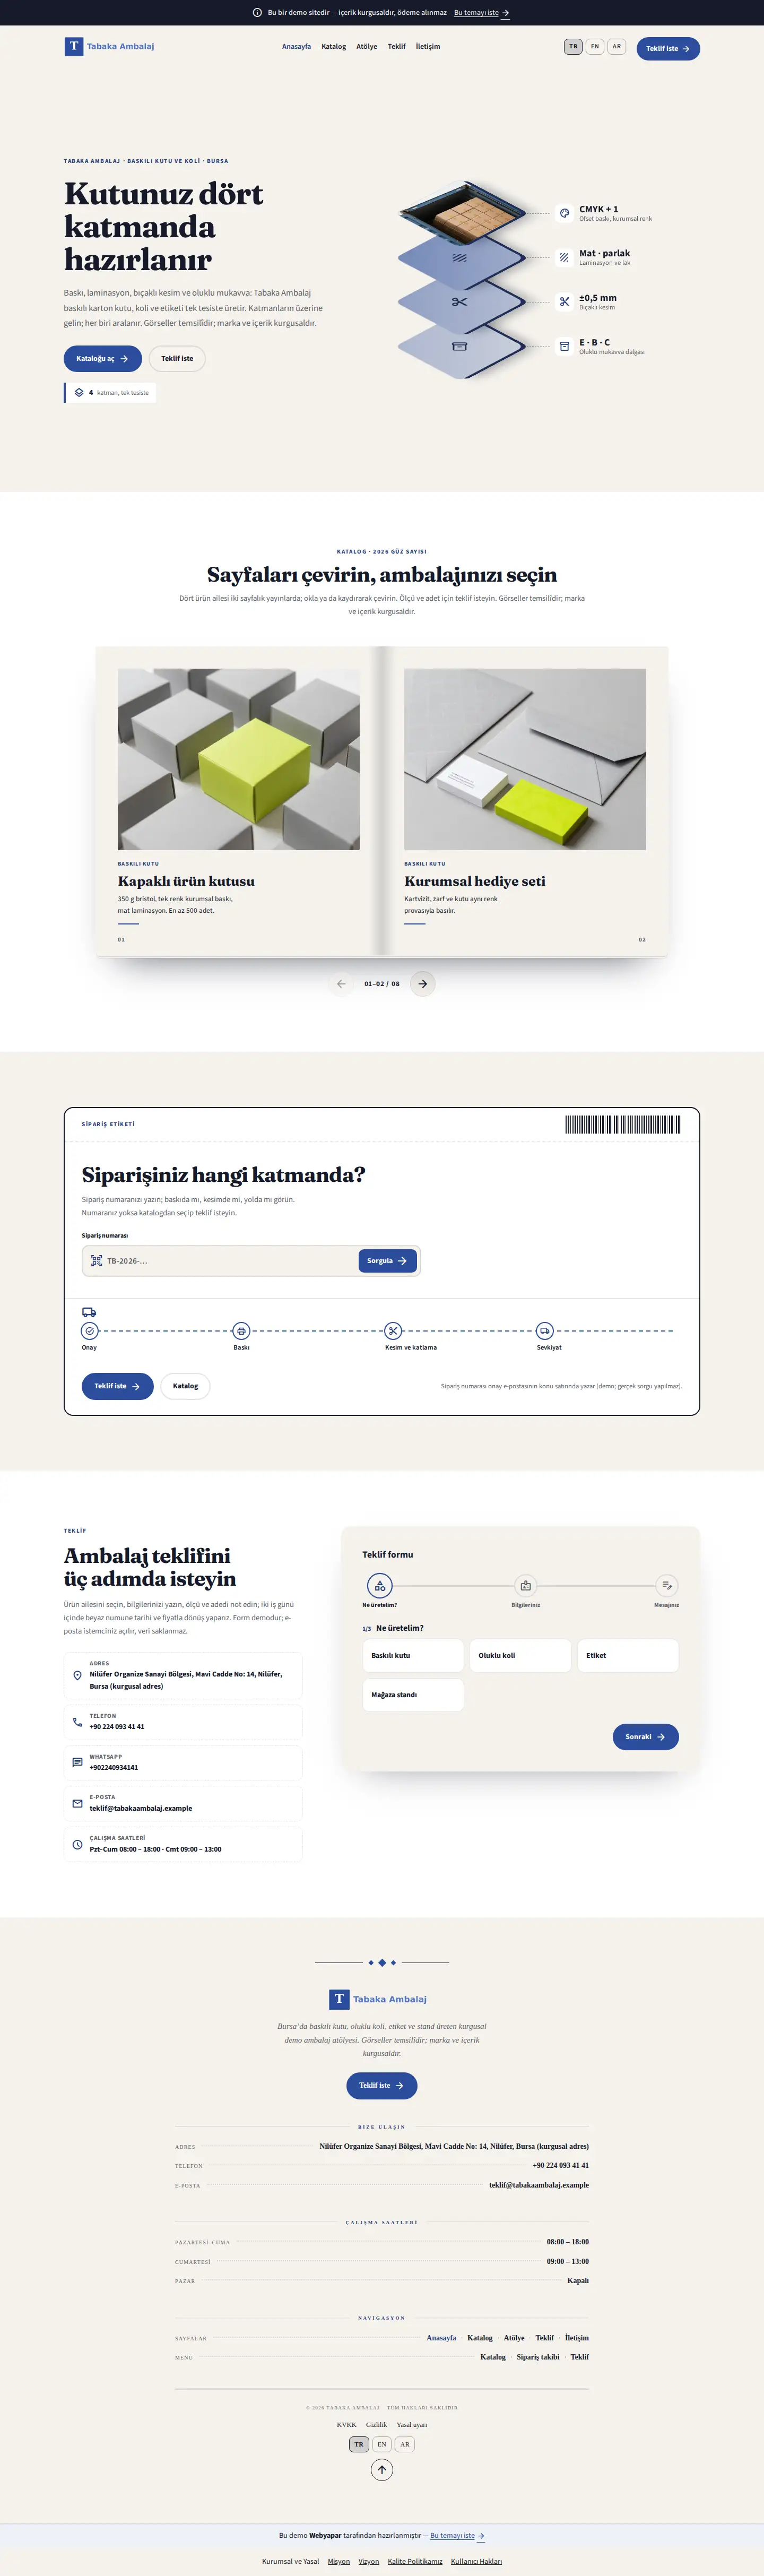 Bu bir demo sitedir — içerik kurgusaldır, ödeme alınmaz Bu temayı iste
T Tabaka Ambalaj
Anasayfa Katalog Atölye Teklif İletişim
TR EN AR
Teklif iste
TABAKA AMBALAJ · BASKILI KUTU VE KOLİ · BURSA
Kutunuz dört
katmanda
hazırlanır
Baskı, laminasyon, bıçaklı kesim ve oluklu mukavva: Tabaka Ambalaj
baskılı karton kutu, koli ve etiketi tek tesiste üretir. Katmanların üzerine
gelin; her biri aralanır. Görseller temsilîdir; marka ve içerik kurgusaldır.
Kataloğu aç
Teklif iste
4 katman, tek tesiste
CMYK + 1
Ofset baskı, kurumsal renk
Mat · parlak
Laminasyon ve lak
±0,5 mm
Bıçaklı kesim
E · B · C
Oluklu mukavva dalgası
KATALOG · 2026 GÜZ SAYISI
Sayfaları çevirin, ambalajınızı seçin
Dört ürün ailesi iki sayfalık yayınlarda; okla ya da kaydırarak çevirin. Ölçü ve adet için teklif isteyin. Görseller temsilîdir; marka
ve içerik kurgusaldır.
BASKILI KUTU
Kapaklı ürün kutusu
350 g bristol, tek renk kurumsal baskı,
mat laminasyon. En az 500 adet.
01
BASKILI KUTU
Kurumsal hediye seti
Kartvizit, zarf ve kutu aynı renk
provasıyla basılır.
02
01–02 / 08
SİPARİŞ ETİKETİ
Siparişiniz hangi katmanda?
Sipariş numaranızı yazın; baskıda mı, kesimde mi, yolda mı görün.
Numaranız yoksa katalogdan seçip teklif isteyin.
Sipariş numarası
TB-2026-…
Sorgula
Onay
Baskı
Kesim ve katlama
Sevkiyat
Teklif iste
Katalog
Sipariş numarası onay e-postasının konu satırında yazar (demo; gerçek sorgu yapılmaz).
TEKLİF
Ambalaj teklifini
üç adımda isteyin
Ürün ailesini seçin, bilgilerinizi yazın, ölçü ve adedi not edin; iki iş günü
içinde beyaz numune tarihi ve fiyatla dönüş yaparız. Form demodur; e-
posta istemciniz açılır, veri saklanmaz.
ADRES
Nilüfer Organize Sanayi Bölgesi, Mavi Cadde No: 14, Nilüfer,
Bursa (kurgusal adres)
TELEFON
+90 224 093 41 41
WHATSAPP
+902240934141
E-POSTA
teklif@tabakaambalaj.example
ÇALIŞMA SAATLERİ
Pzt–Cum 08:00 – 18:00 · Cmt 09:00 – 13:00
Teklif formu
Ne üretelim?
Bilgileriniz
Mesajınız
1/3 Ne üretelim?
Baskılı kutu
Oluklu koli
Etiket
Mağaza standı
Sonraki
T Tabaka Ambalaj
Bursa'da baskılı kutu, oluklu koli, etiket ve stand üreten kurgusal
demo ambalaj atölyesi. Görseller temsilîdir; marka ve içerik
kurgusaldır.
Teklif iste
BİZE ULAŞIN
ADRES Nilüfer Organize Sanayi Bölgesi, Mavi Cadde No: 14, Nilüfer, Bursa (kurgusal adres)
TELEFON +90 224 093 41 41
E-POSTA teklif@tabakaambalaj.example
ÇALIŞMA SAATLERİ
PAZARTESİ–CUMA 08:00 – 18:00
CUMARTESİ 09:00 – 13:00
PAZAR Kapalı
NAVİGASYON
SAYFALAR Anasayfa · Katalog · Atölye · Teklif · İletişim
MENÜ Katalog · Sipariş takibi · Teklif
© 2026 TABAKA AMBALAJ TÜM HAKLARI SAKLIDIR
KVKK Gizlilik Yasal uyarı
TR EN AR
Bu demo Webyapar tarafından hazırlanmıştır — Bu temayı iste
Kurumsal ve Yasal Misyon Vizyon Kalite Politikamız Kullanıcı Hakları